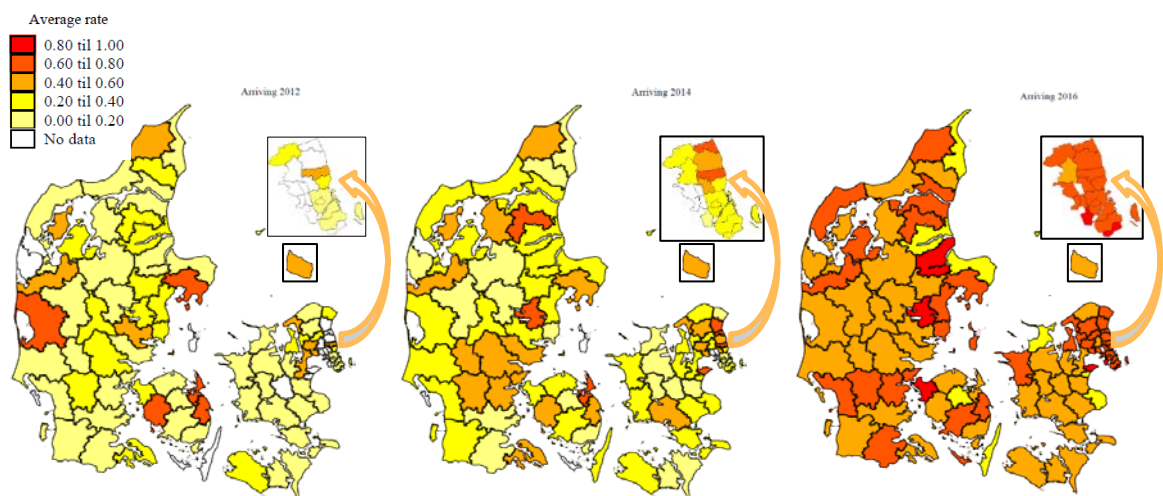 Average rate
0.80 til 1.00
0.60 til 0.80
0.40 til 0.60
0.20 til 0.40
0.00 til 0.20
No data
Arriving 2012
Arriving 2014
Arriving 2016